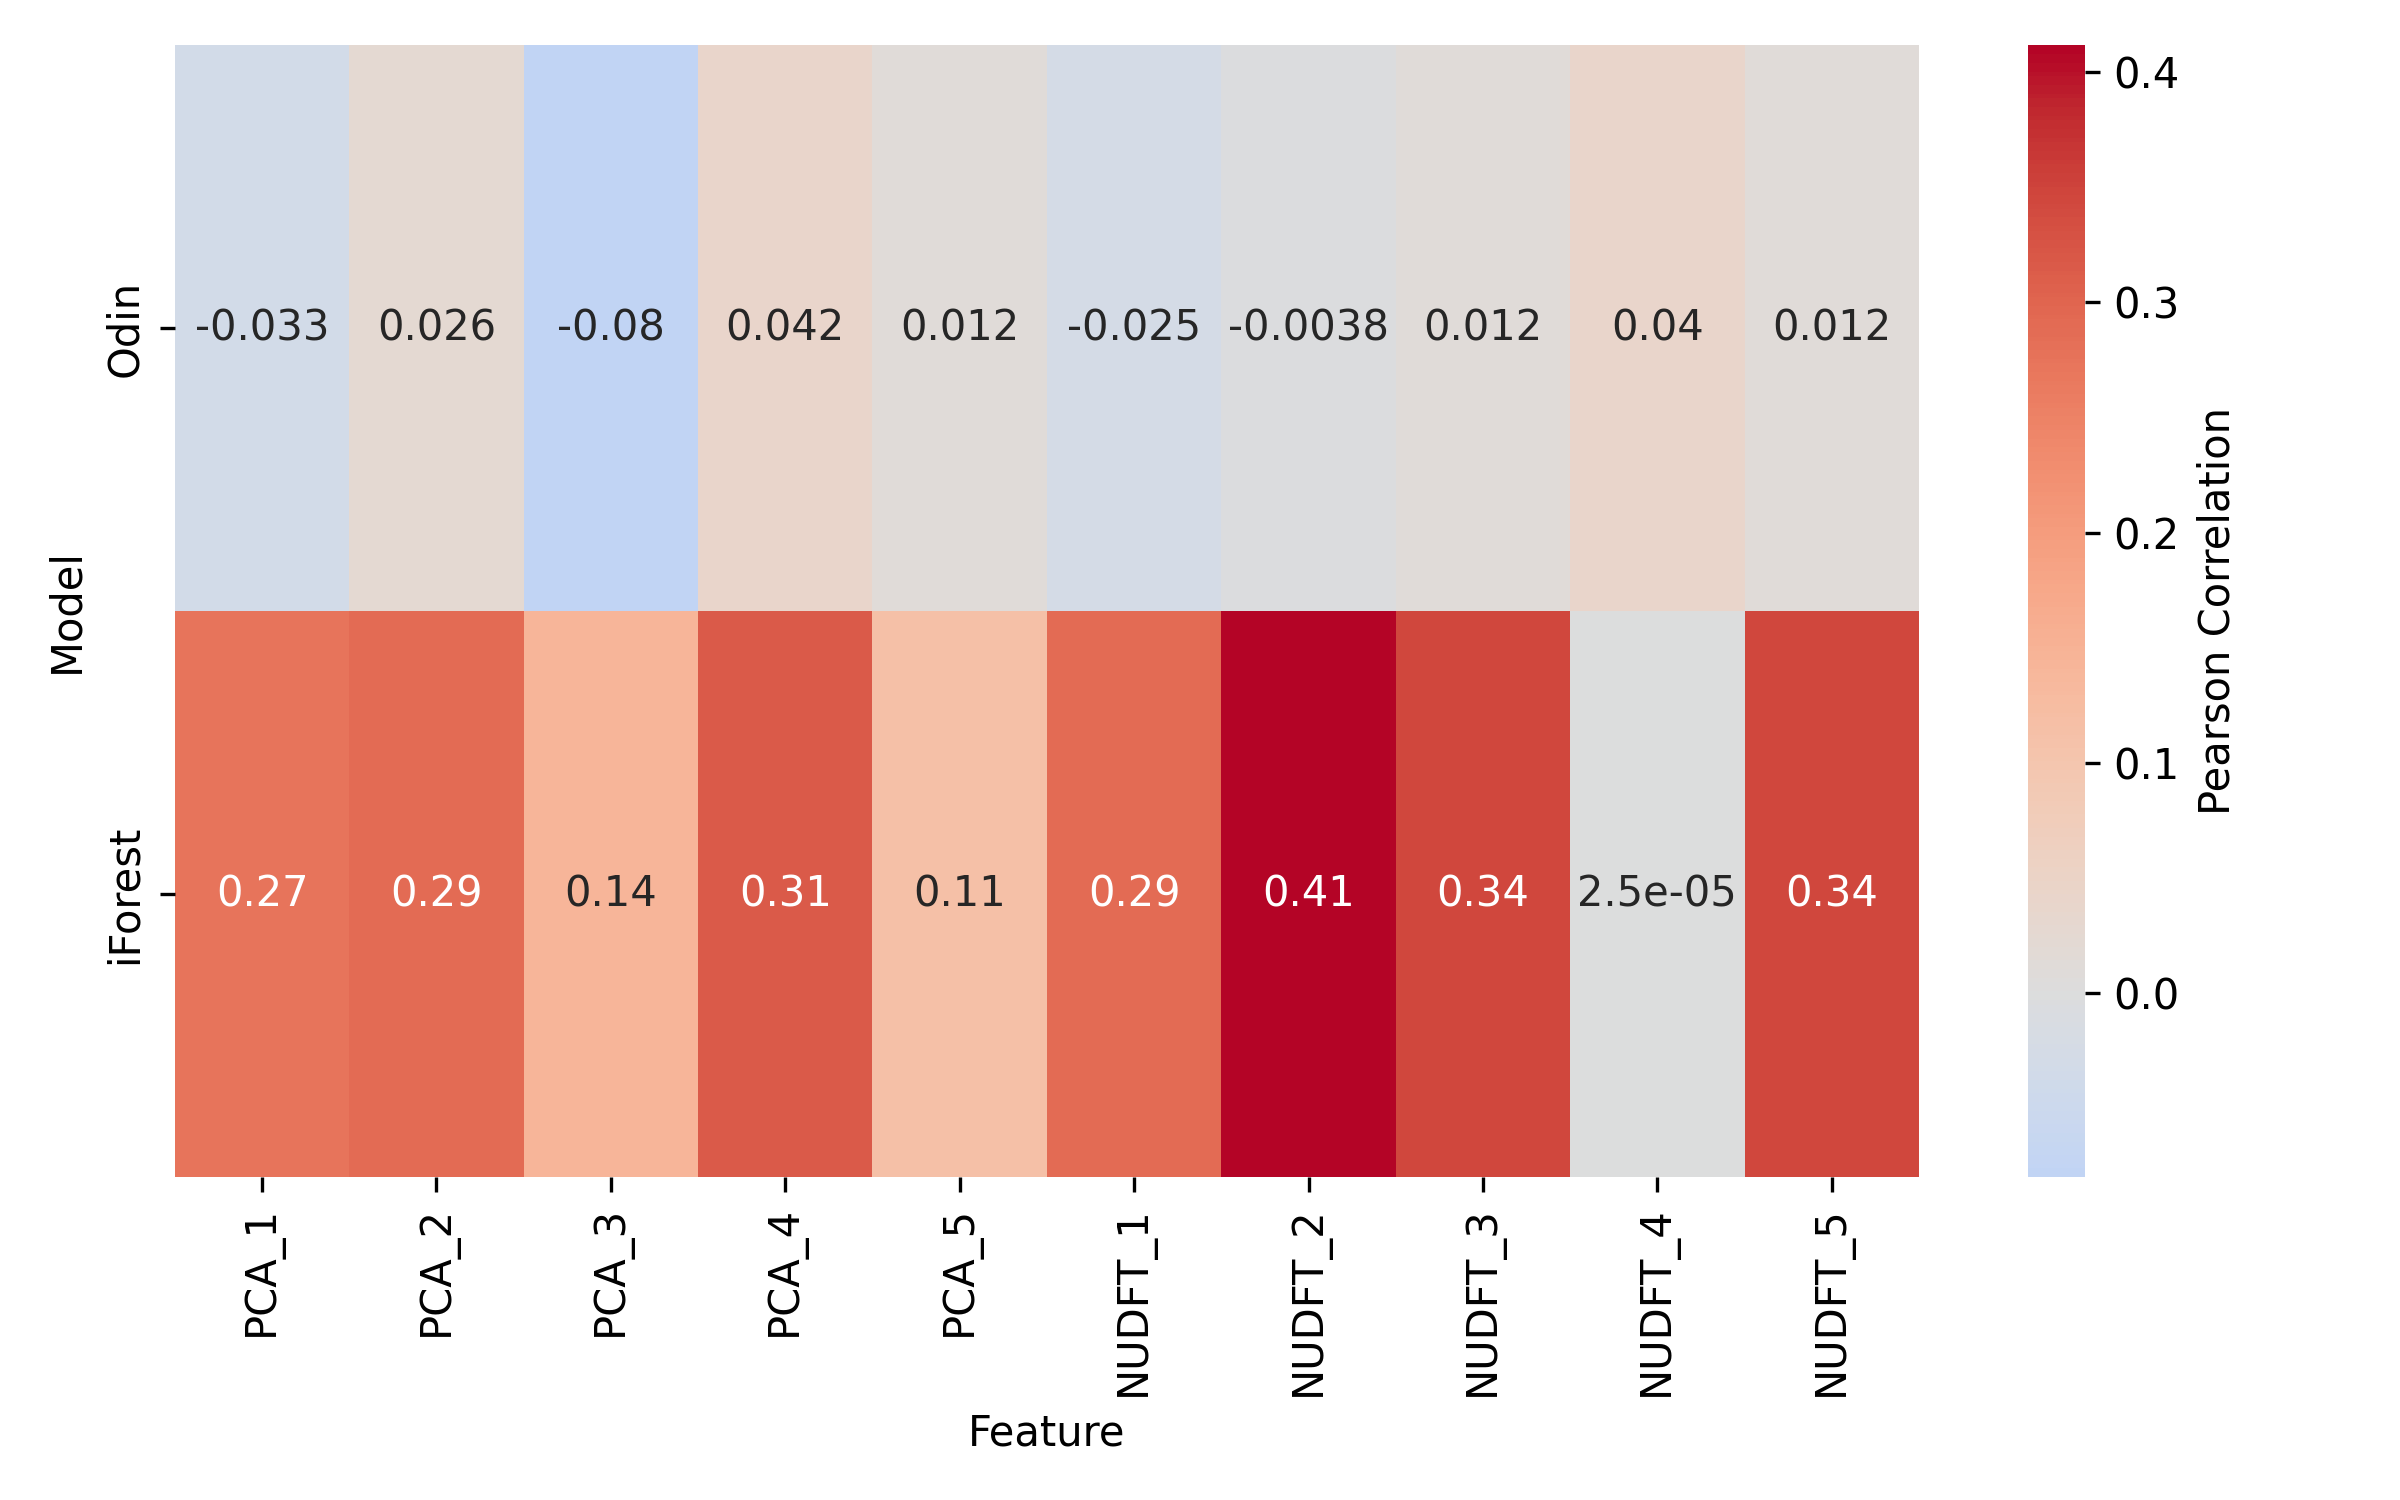 Model
Odin
-0.033 0.026 -0.08 0.042 0.012 -0.025 -0.0038 0.012 0.04 0.012
iForest
0.27 0.29 0.14 0.31 0.11 0.29 0.41 0.34 2.5e-05 0.34
PCA_1 PCA_2 PCA_3 PCA_4 PCA_5 NUDFT_1 NUDFT_2 NUDFT_3 NUDFT_4 NUDFT_5
Feature
0.4
0.3
0.2
0.1
0.0
Pearson Correlation